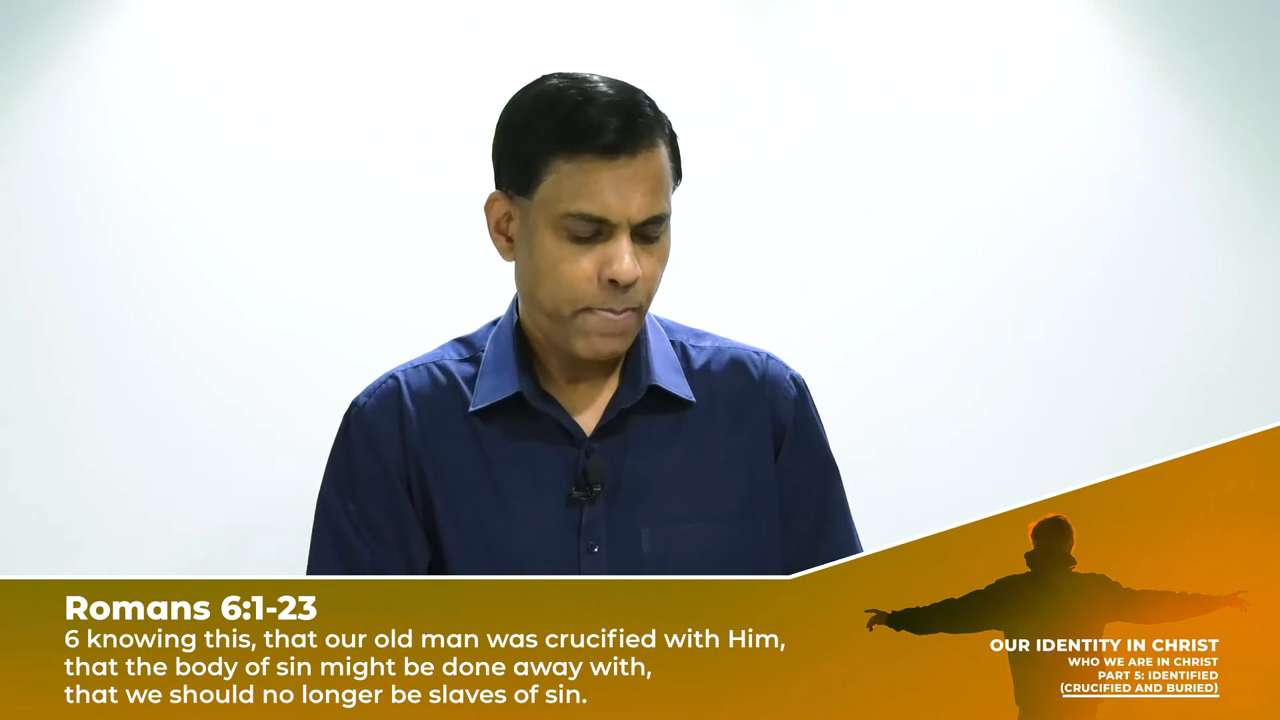 Romans 6:1-23
6 knowing this, that our old man was crucified with Him,
that the body of sin might be done away with,
that we should no longer be slaves of sin.
OUR IDENTITY IN CHRIST
WHO WE ARE IN CHRIST
PART 5: IDENTIFIED
(CRUCIFIED AND BURIED)